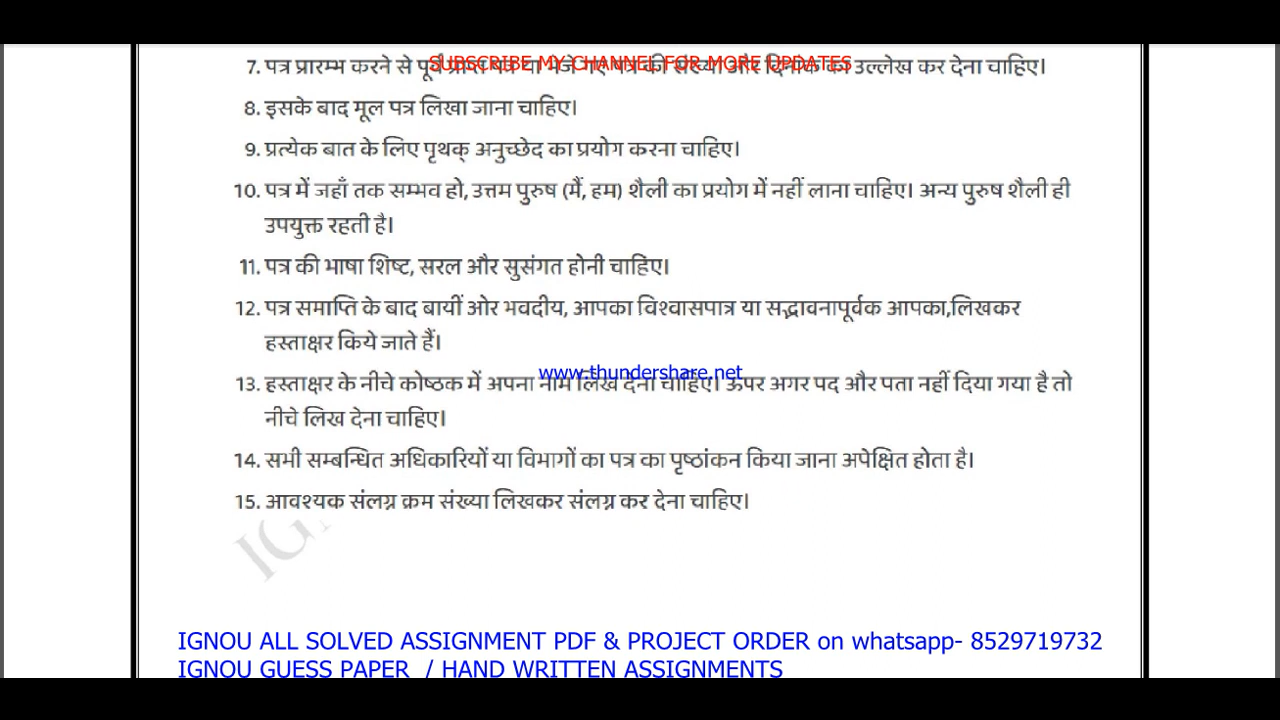 SUBSCRIBE MY CHANNEL FOR MORE UPDATES
7. पत्र प्रारम्भ करने से पूर्व प्राप्त पत्र या भेजे गए पत्र की संख्या और दिनांक का उल्लेख कर देना चाहिए।
8. इसके बाद मूल पत्र लिखा जाना चाहिए।
9. प्रत्येक बात के लिए पृथक् अनुच्छेद का प्रयोग करना चाहिए।
10. पत्र में जहाँ तक सम्भव हो, उत्तम पुरुष (मैं, हम) शैली का प्रयोग में नहीं लाना चाहिए। अन्य पुरुष शैली ही
उपयुक्त रहती है।
11. पत्र की भाषा शिष्ट, सरल और सुसंगत होनी चाहिए।
12. पत्र समाप्ति के बाद बायीं ओर भवदीय, आपका विश्वासपात्र या सद्भावनापूर्वक आपका,लिखकर
हस्ताक्षर किये जाते हैं।
www.thundershare.net
13. हस्ताक्षर के नीचे कोष्ठक में अपना नाम लिख देना चाहिए। ऊपर अगर पद और पता नहीं दिया गया है तो
नीचे लिख देना चाहिए।
14. सभी सम्बन्धित अधिकारियों या विभागों का पत्र का पृष्ठांकन किया जाना अपेक्षित होता है।
15. आवश्यक संलग्न क्रम संख्या लिखकर संलग्न कर देना चाहिए।
IGNOU ALL SOLVED ASSIGNMENT PDF & PROJECT ORDER on whatsapp- 8529719732
IGNOU GUESS PAPER / HAND WRITTEN ASSIGNMENTS